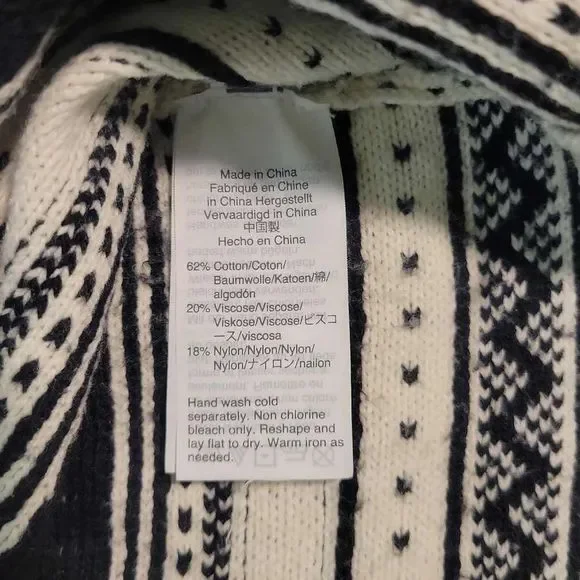 Made in China
Fabriqué en Chine
in China Hergestellt
Vervaardigd in China
中国製
Hecho en China
62% Cotton/Coton/
Baumwolle/Katoen/綿/
algodón
20% Viscose/Viscose/
Viskose/Viscose/ビスコ
ース/viscosa
18% Nylon/Nylon/Nylon/
Nylon/ナイロン/nailon
Hand wash cold
separately. Non chlorine
bleach only. Reshape and
lay flat to dry. Warm iron as
needed.